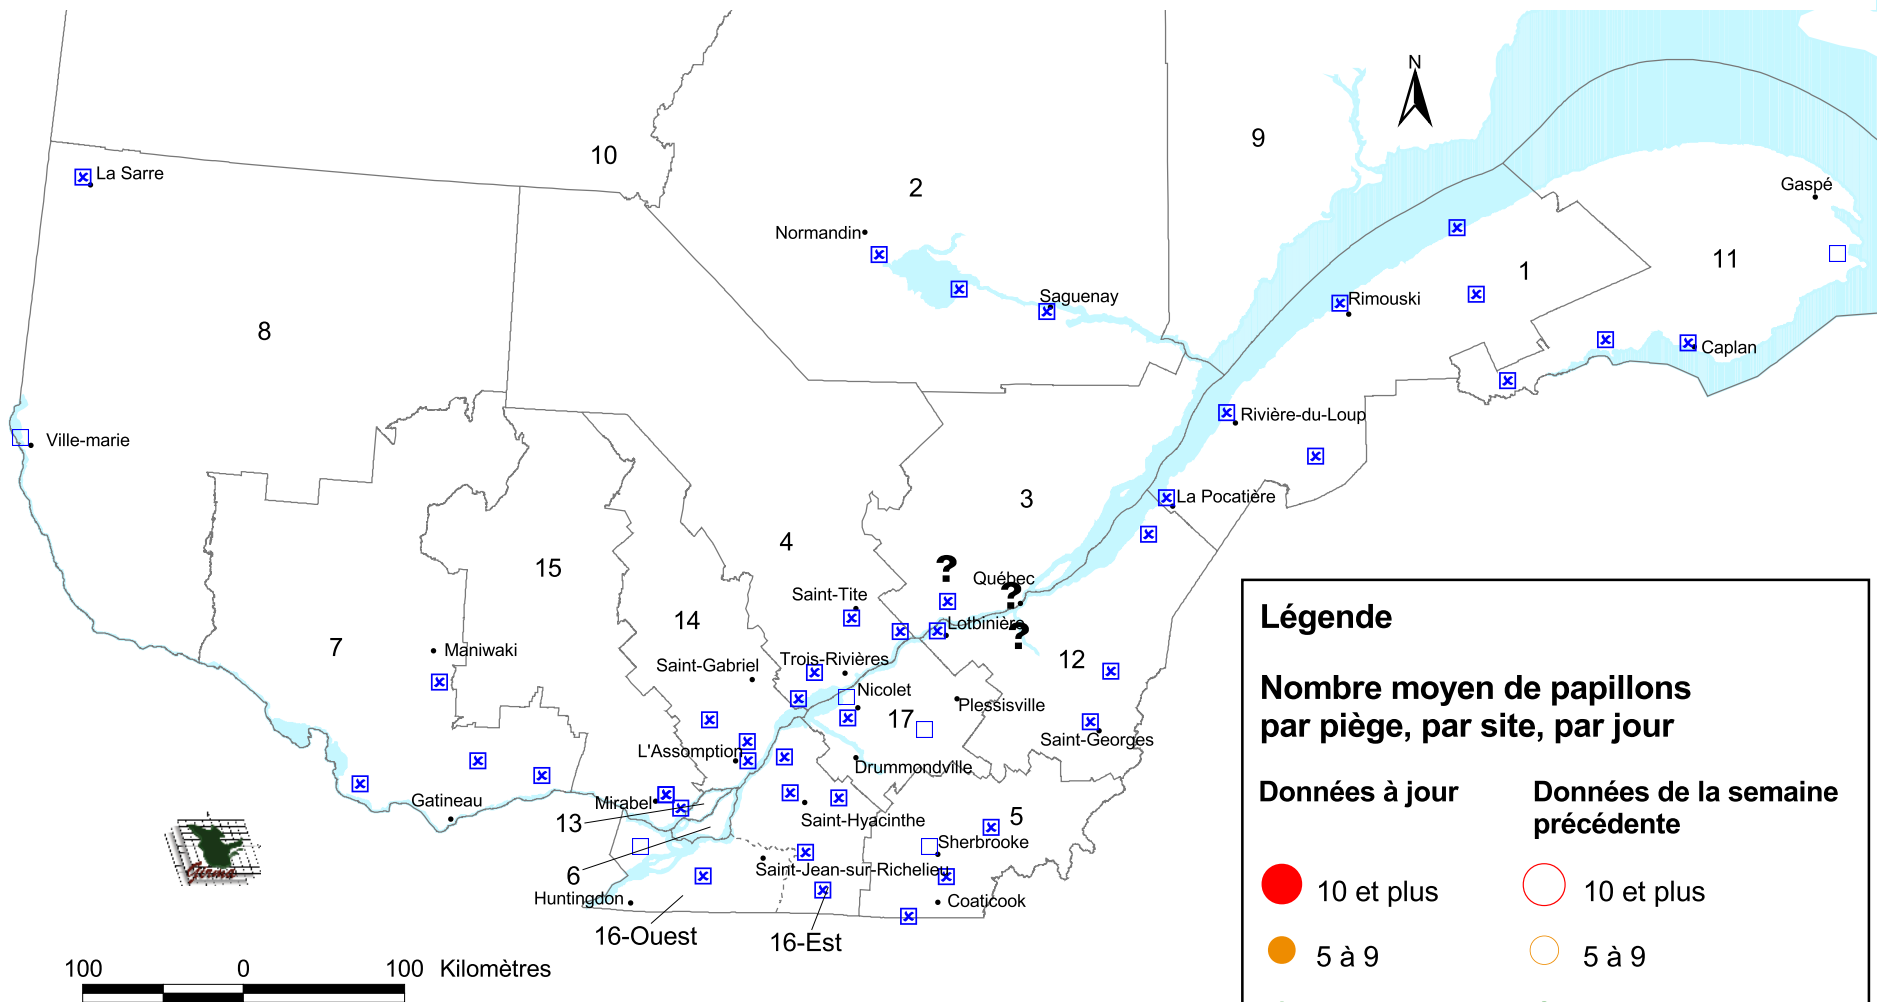 N
9
10
La Sarre
2
Gaspé
Normandin
11
1
Saguenay
Rimouski
8
Caplan
Rivière-du-Loup
Ville-marie
La Pocatière
3
4
15
?
Québec
?
Saint-Tite
14
Lotbinière
?
7
Maniwaki
12
Saint-Gabriel
Trois-Rivières
Nicolet
17
Plessisville
Saint-Georges
L'Assomption
Drummondville
Gatineau
Mirabel
13
Saint-Hyacinthe
5
Sherbrooke
6
Saint-Jean-sur-Richelieu
Huntingdon
Coaticook
16-Ouest
16-Est
Girma
100 0 100 Kilomètres
Légende
Nombre moyen de papillons
par piège, par site, par jour
Données à jour
Données de la semaine
précédente
10 et plus
10 et plus
5 à 9
5 à 9